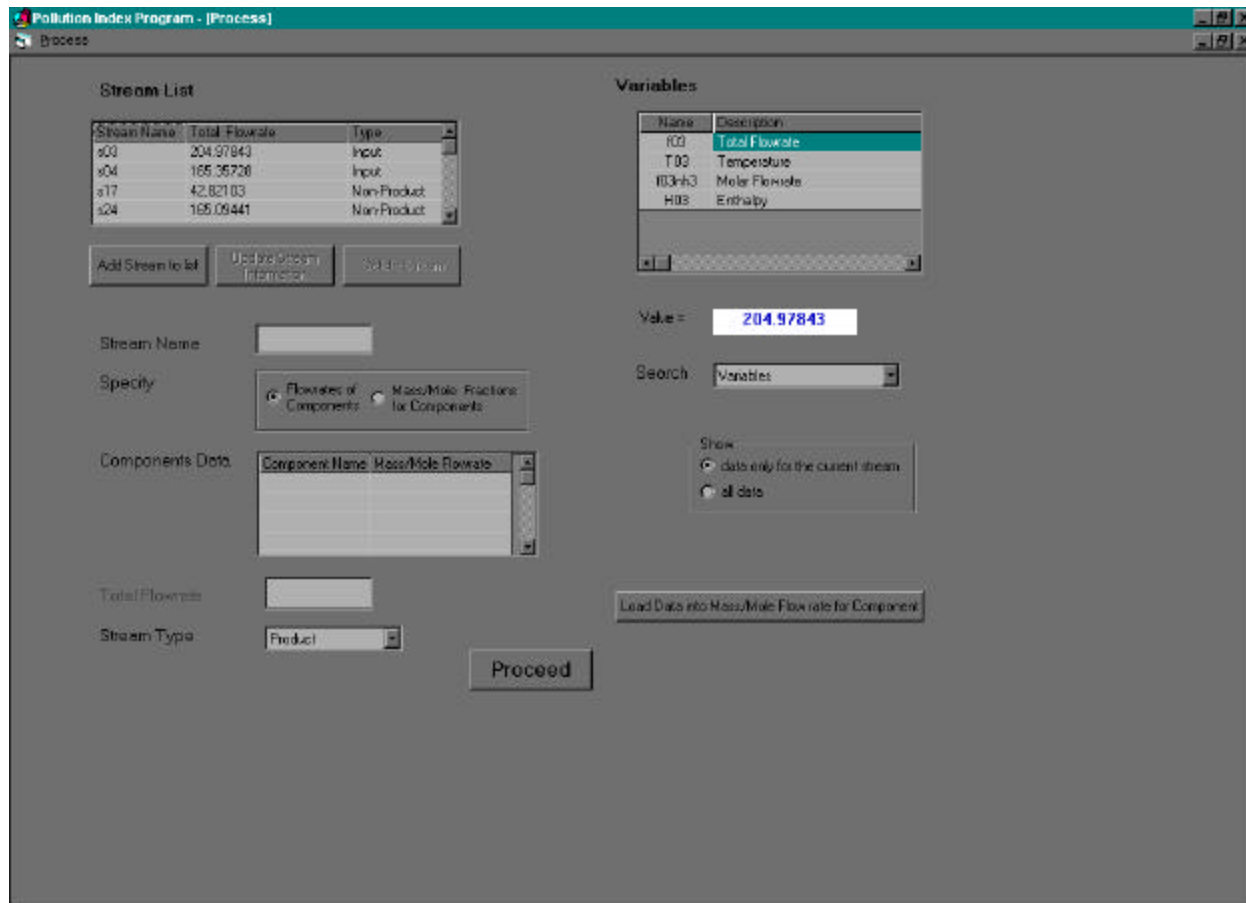 Pollution Index Program - [Process]
Process
Stream List
Stream Name Total Flowrate Type
s03 204.97843 Input
s04 165.35728 Input
s17 42.82103 Non-Product
s24 165.09441 Non-Product
Add Stream to list
Update Stream
Information
Stream Name
Specify
Flowrates of
Components
Mass/Mole Fractions
for Components
Components Data
Component Name Mass/Mole Flowrate
Total Flowrate
Stream Type
Product
Proceed
Variables
Name Description
f03 Total Flowrate
T03 Temperature
f03nh3 Molar Flowrate
H03 Enthalpy
Value =
204.97843
Search
Variables
Show
data only for the current stream
all data
Load Data into Mass/Mole Flow rate for Component